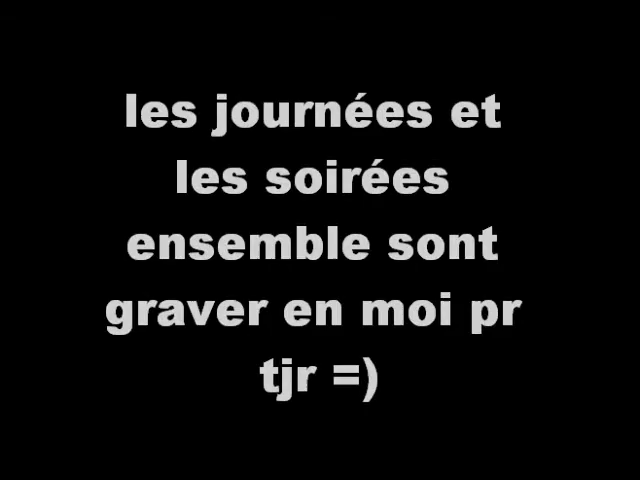 les journées et
les soirées
ensemble sont
graver en moi pr
tjr =)